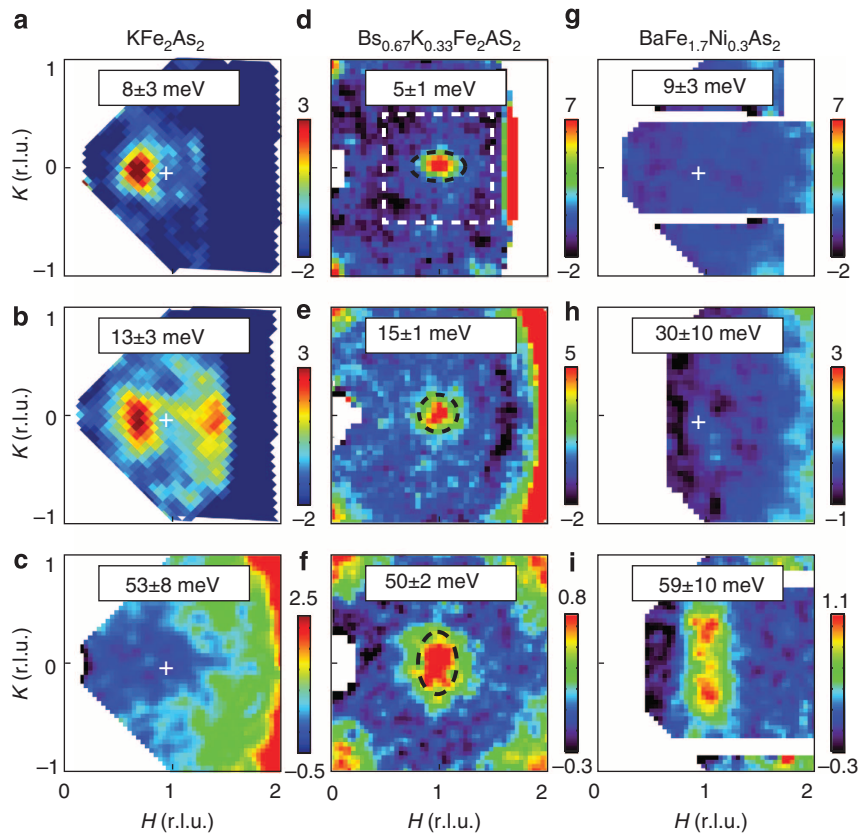 a d g
KFe₂As₂ Bs₀.₆₇K₀.₃₃Fe₂AS₂ BaFe₁.₇Ni₀.₃As₂
1 8±3 meV 3 5±1 meV 7 9±3 meV 7
K (r.l.u.) 0
−1 −2 −2 −2
b e h
1 13±3 meV 3 15±1 meV 5 30±10 meV 3
K (r.l.u.) 0
−1 −2 −2 −1
c f i
1 53±8 meV 2.5 50±2 meV 0.8 59±10 meV 1.1
K (r.l.u.) 0
−1 −0.5 −0.3 −0.3
0 1 2 0 1 2 0 1 2
H (r.l.u.) H (r.l.u.) H (r.l.u.)